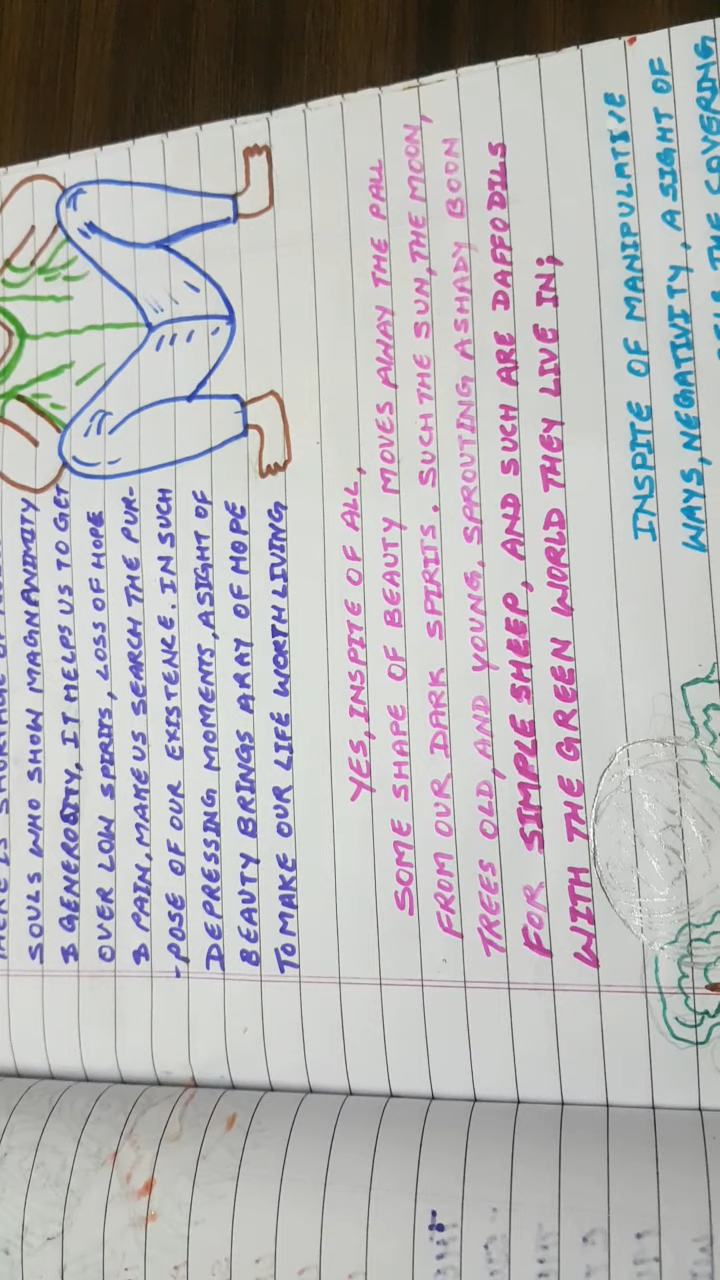 SOULS WHO SHOW MAGNANIMITY
& GENEROSITY, IT HELPS US TO GET
OVER LOW SPIRITS, LOSS OF HOPE
& PAIN, MAKE US SEARCH THE PUR-
-POSE OF OUR EXISTENCE. IN SUCH
DEPRESSING MOMENTS, A SIGHT OF
BEAUTY BRINGS A RAY OF HOPE
TO MAKE OUR LIFE WORTH LIVING
YES, INSPITE OF ALL,
SOME SHAPE OF BEAUTY MOVES AWAY THE PALL
FROM OUR DARK SPIRITS. SUCH THE SUN, THE MOON,
TREES OLD, AND YOUNG, SPROUTING A SHADY BOON
FOR SIMPLE SHEEP, AND SUCH ARE DAFFODILS
WITH THE GREEN WORLD THEY LIVE IN;
INSPITE OF MANIPULATIVE
WAYS, NEGATIVITY, A SIGHT OF
THE